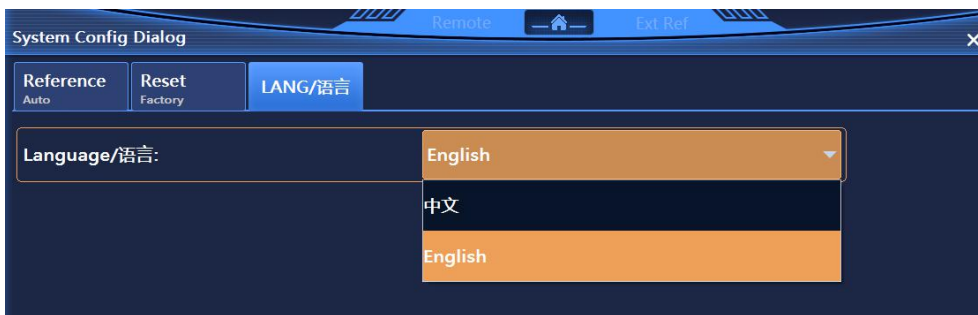 Remote Ext Ref
System Config Dialog
Reference Reset LANG/语言
Auto Factory
Language/语言: English
中文
English